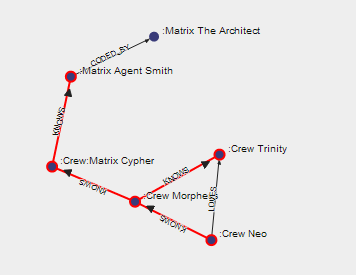 :Matrix The Architect
CODED_BY
:Matrix Agent Smith
KNOWS
:Crew Trinity
:Crew:Matrix Cypher
KNOWS
KNOWS
:Crew Morpheus
LOVES
KNOWS
:Crew Neo